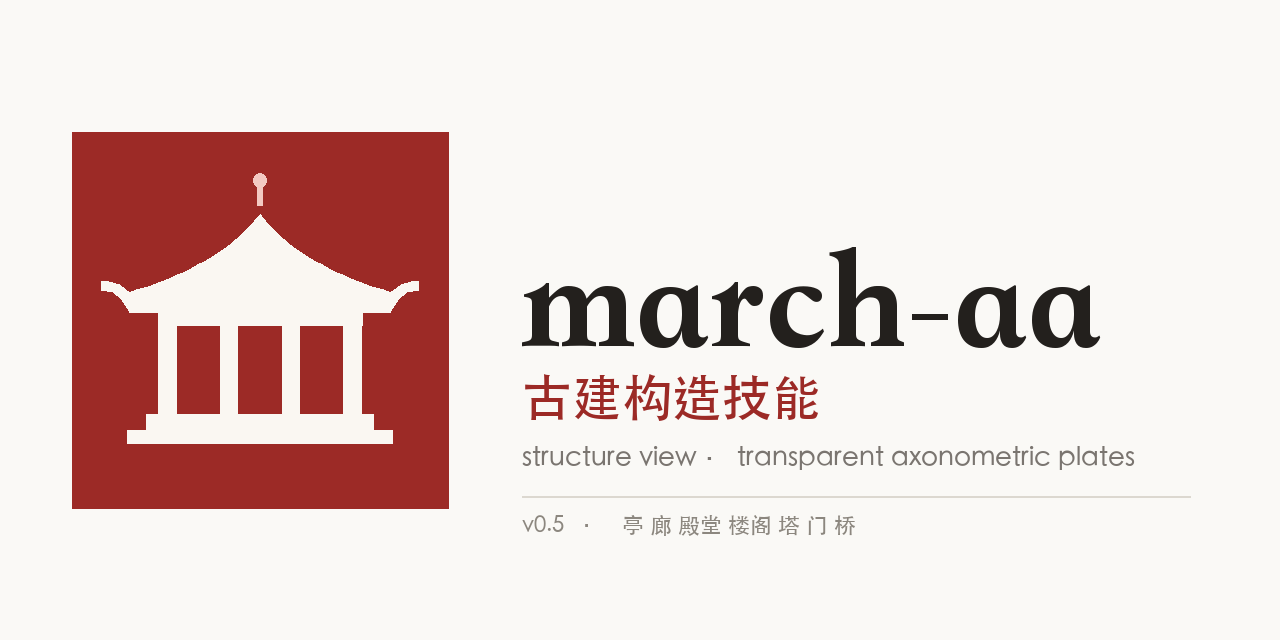 march-aa
古建构造技能
structure view · transparent axonometric plates
v0.5 · 亭 廊 殿堂 楼阁 塔 门 桥